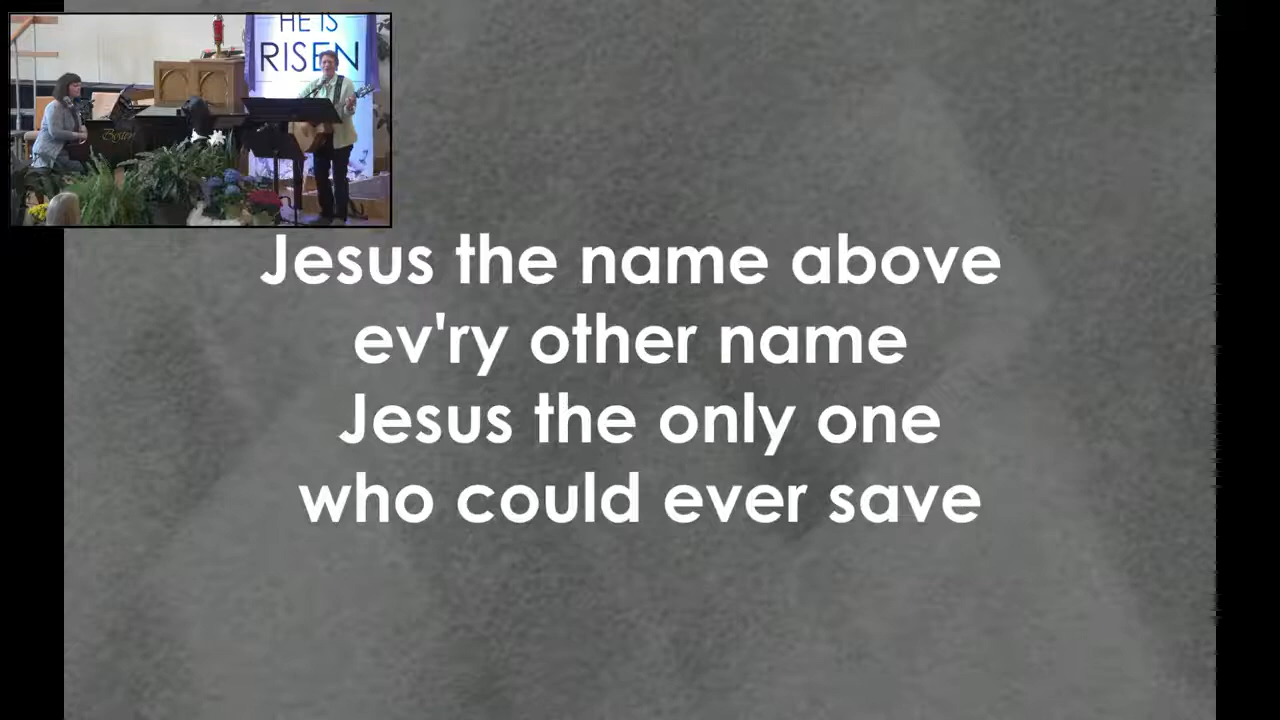 HE IS
RISEN
Boston
Jesus the name above
ev'ry other name
Jesus the only one
who could ever save